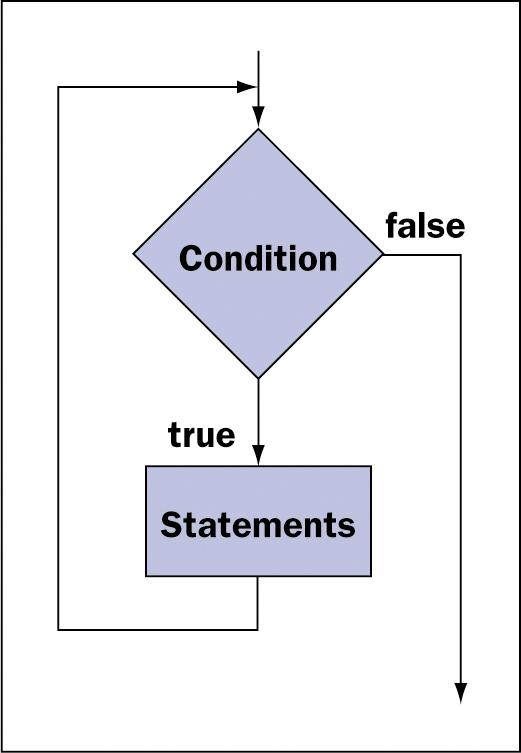 Condition
false
true
Statements